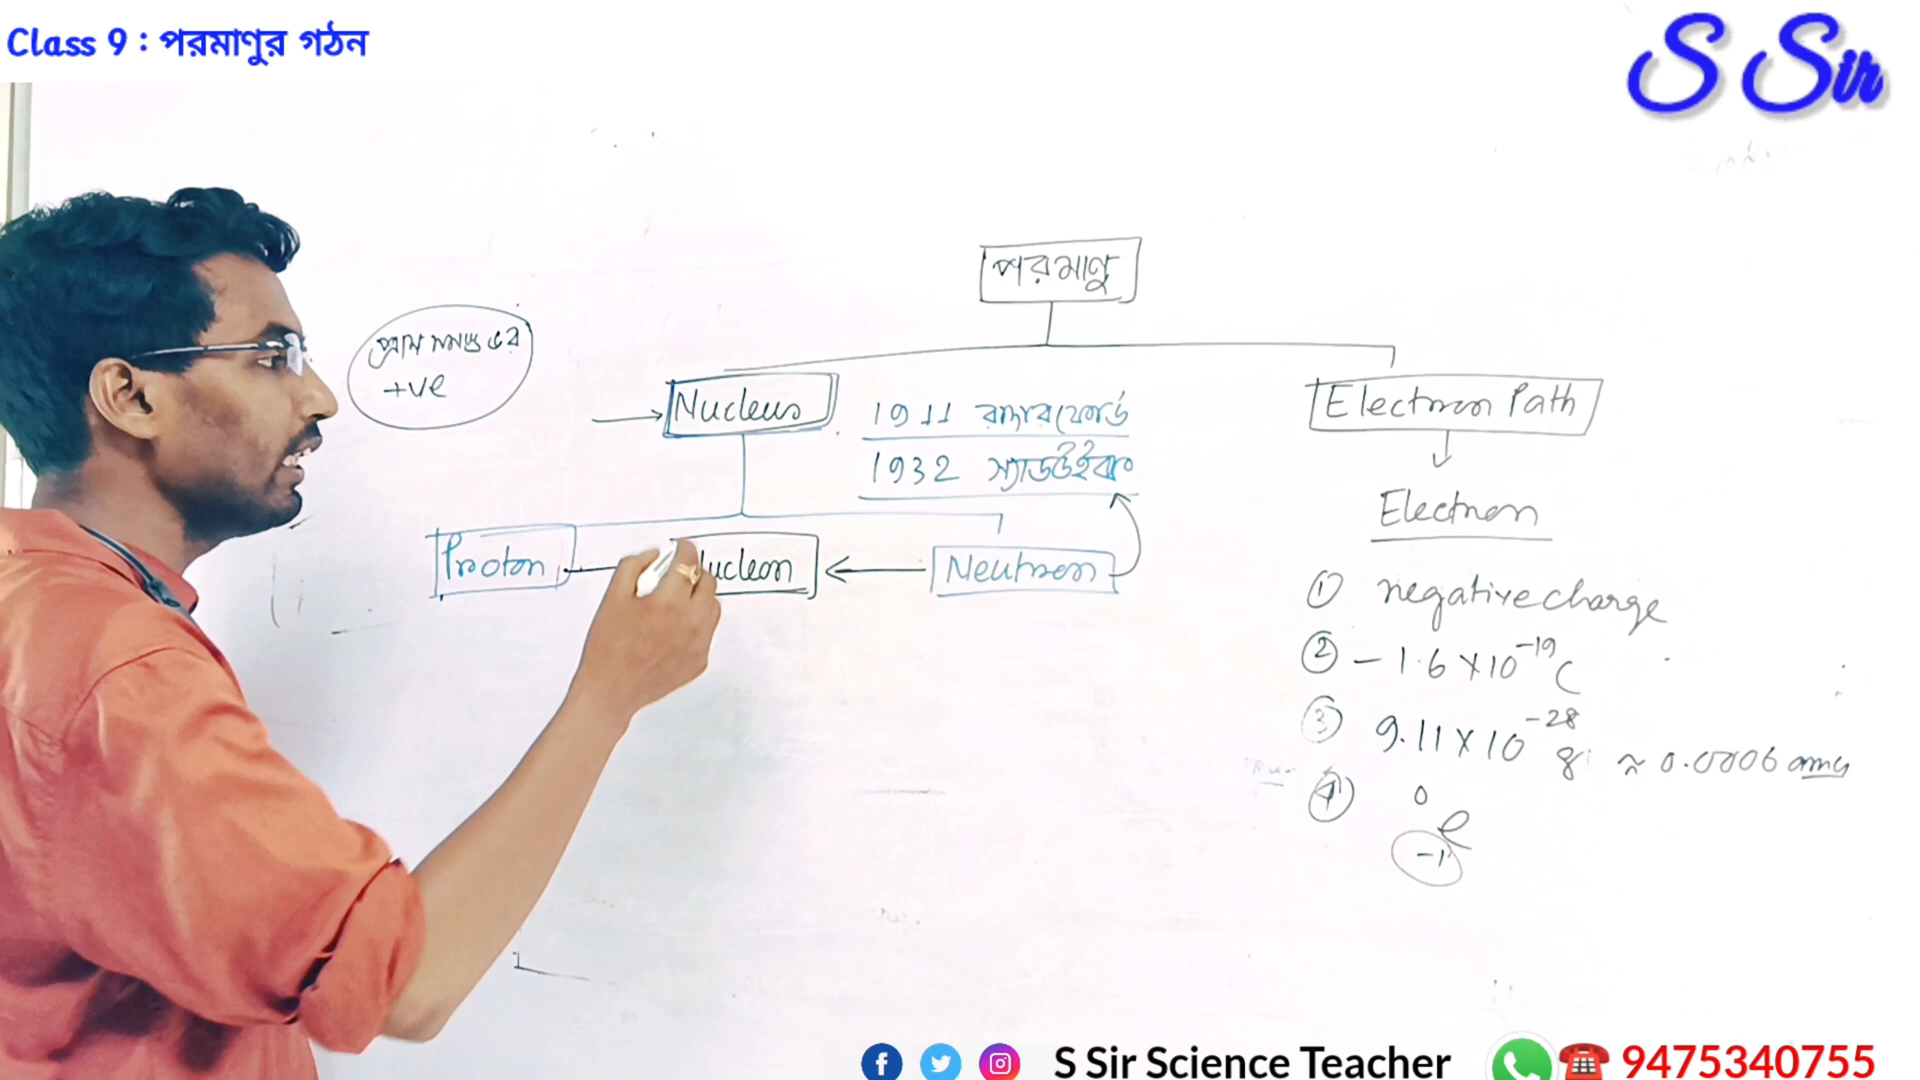 Class 9 : পরমাণুর গঠন
S Sir
পরমাণু
প্রায় সমস্ত ভর
+ve
Nucleus
1911 রাদারফোর্ড
1932
Electron Path
Electron
Proton
Nucleon
Neutron
① negative charge
② – 1.6 × 10⁻¹⁹ C
③ 9.11 × 10⁻²⁸ g ≈ 0.0006 amu
④ 0
e
-1
S Sir Science Teacher
9475340755